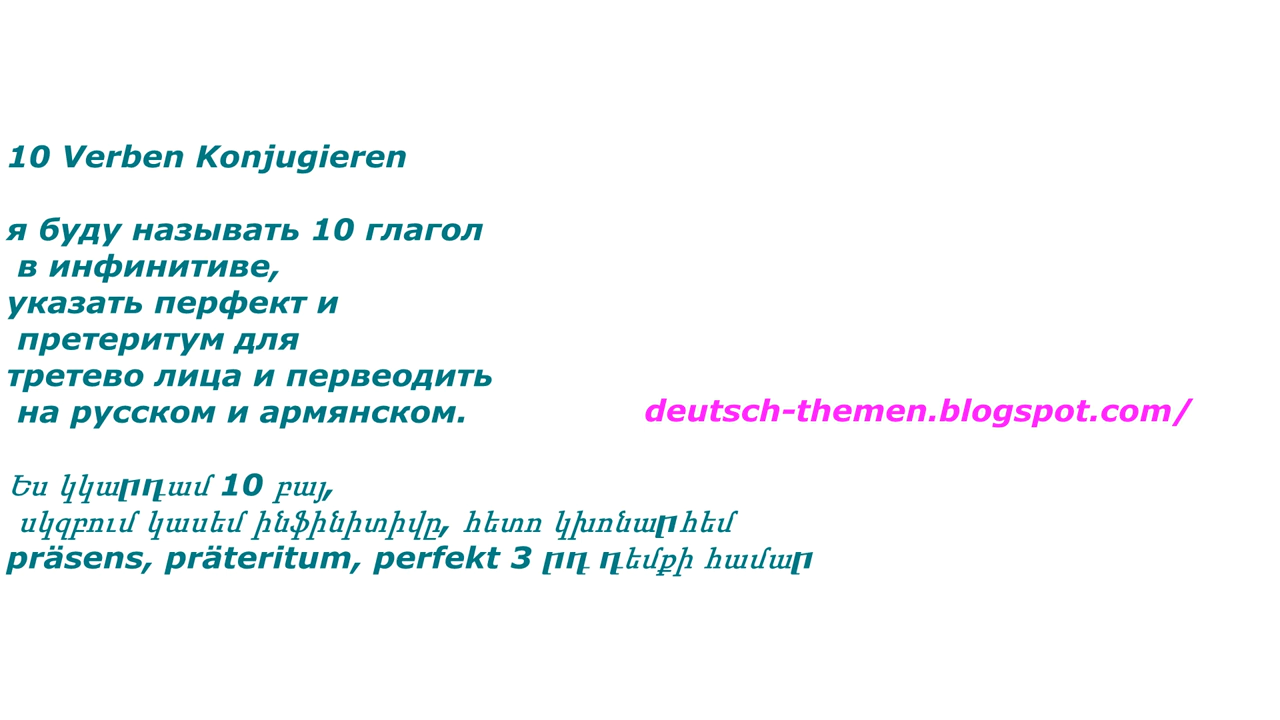 10 Verben Konjugieren
я буду называть 10 глагол
в инфинитиве,
указать перфект и
претеритум для
третево лица и первеодить
на русском и армянском.
deutsch-themen.blogspot.com/
Ես կկարդամ 10 բայ,
սկզբում կասեմ ինֆինիտիվը, հետո կխոնարհեմ
präsens, präteritum, perfekt 3 րդ դեմքի համար